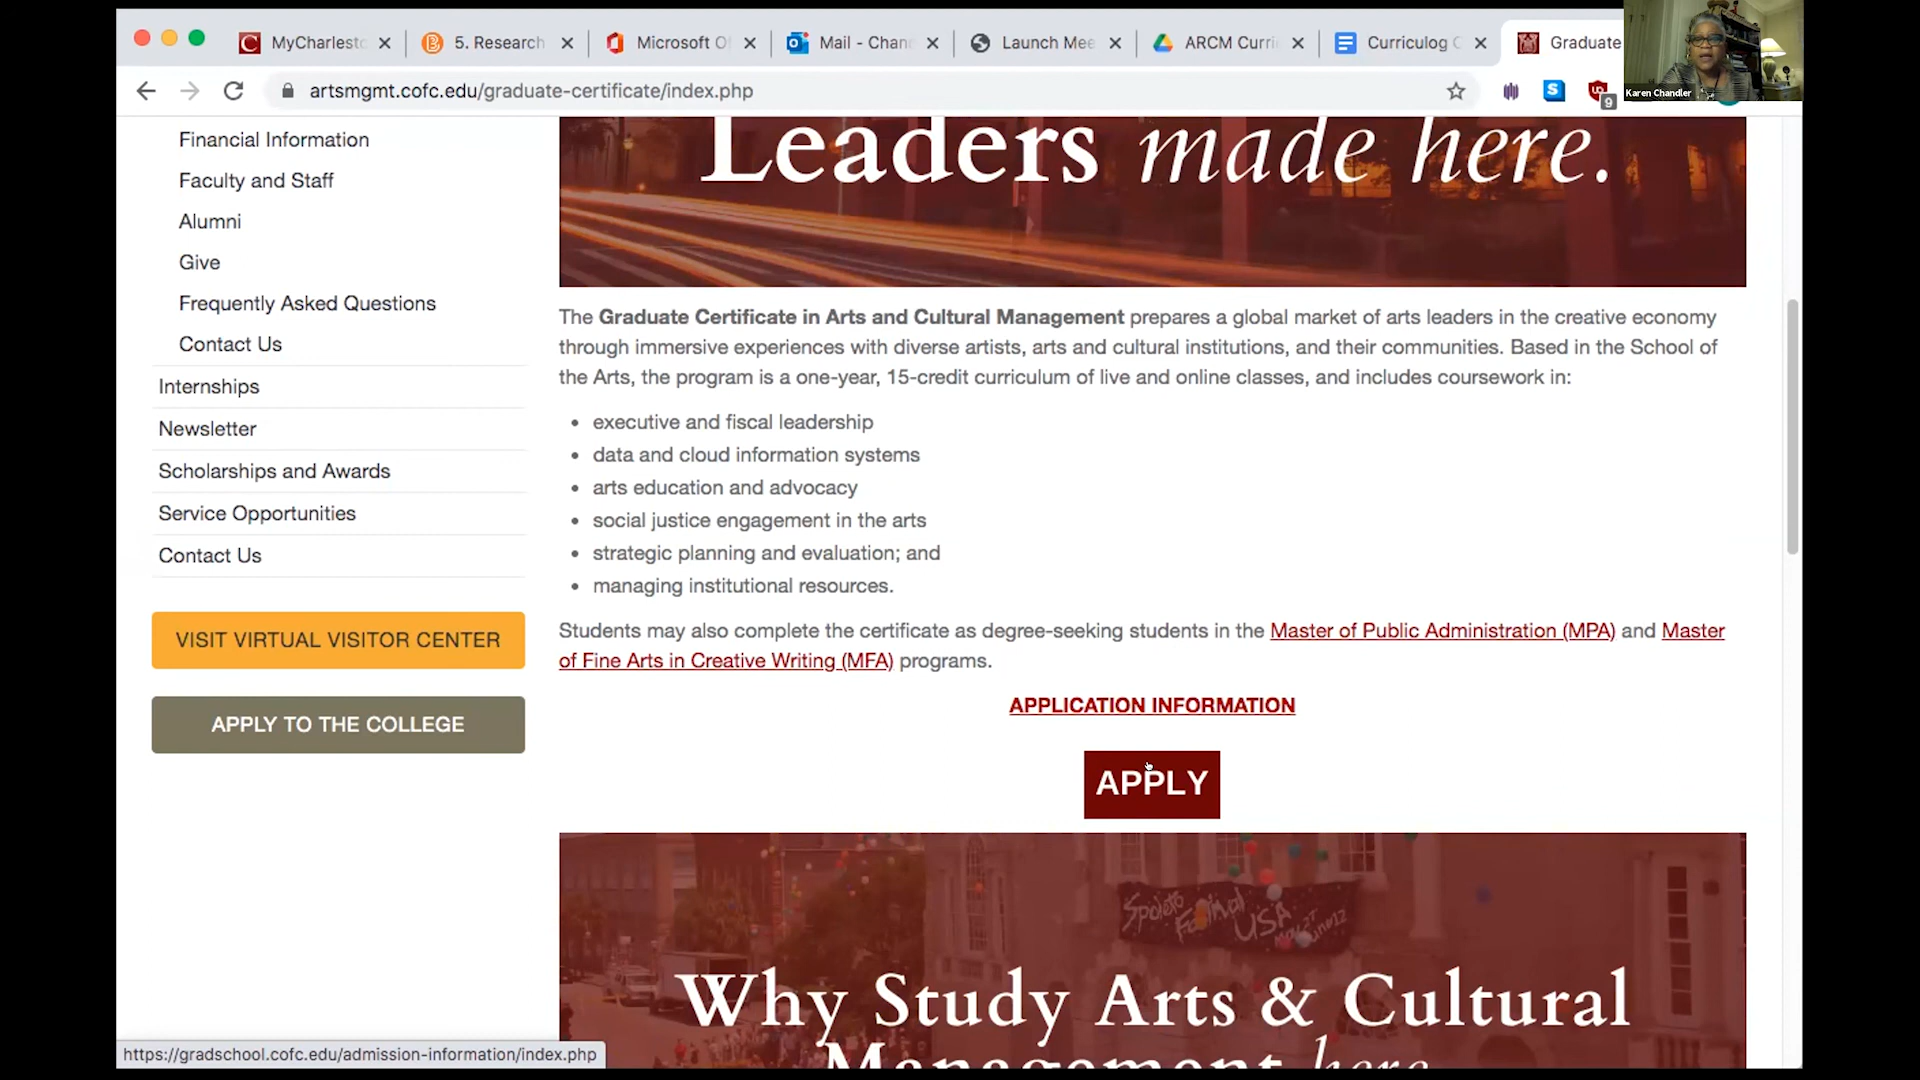 MyCharlest
5. Research
Microsoft O
Mail - Chan
Launch Mee
ARCM Curri
Curriculog C
Graduate
artsmgmt.cofc.edu/graduate-certificate/index.php
S
9
Karen Chandler
Financial Information
Faculty and Staff
Alumni
Give
Frequently Asked Questions
Contact Us
Internships
Newsletter
Scholarships and Awards
Service Opportunities
Contact Us
VISIT VIRTUAL VISITOR CENTER
APPLY TO THE COLLEGE
Leaders made here.
The Graduate Certificate in Arts and Cultural Management prepares a global market of arts leaders in the creative economy
through immersive experiences with diverse artists, arts and cultural institutions, and their communities. Based in the School of
the Arts, the program is a one-year, 15-credit curriculum of live and online classes, and includes coursework in:
• executive and fiscal leadership
• data and cloud information systems
• arts education and advocacy
• social justice engagement in the arts
• strategic planning and evaluation; and
• managing institutional resources.
Students may also complete the certificate as degree-seeking students in the Master of Public Administration (MPA) and Master
of Fine Arts in Creative Writing (MFA) programs.
APPLICATION INFORMATION
APPLY
Spoleto Festival USA
Why Study Arts & Cultural
Management here
https://gradschool.cofc.edu/admission-information/index.php